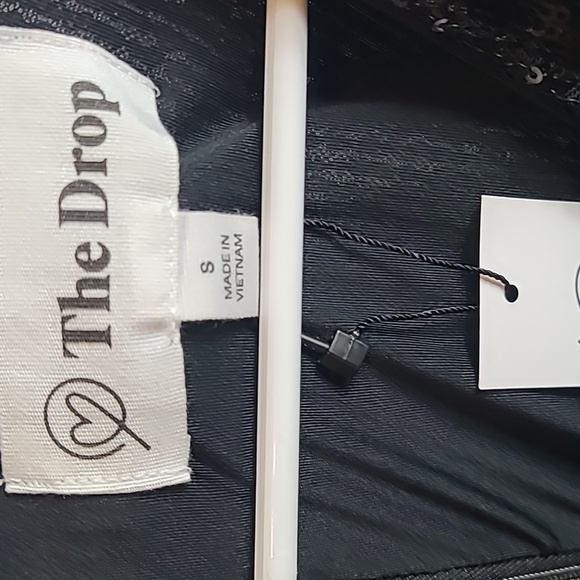 The Drop
S
MADE IN
VIETNAM